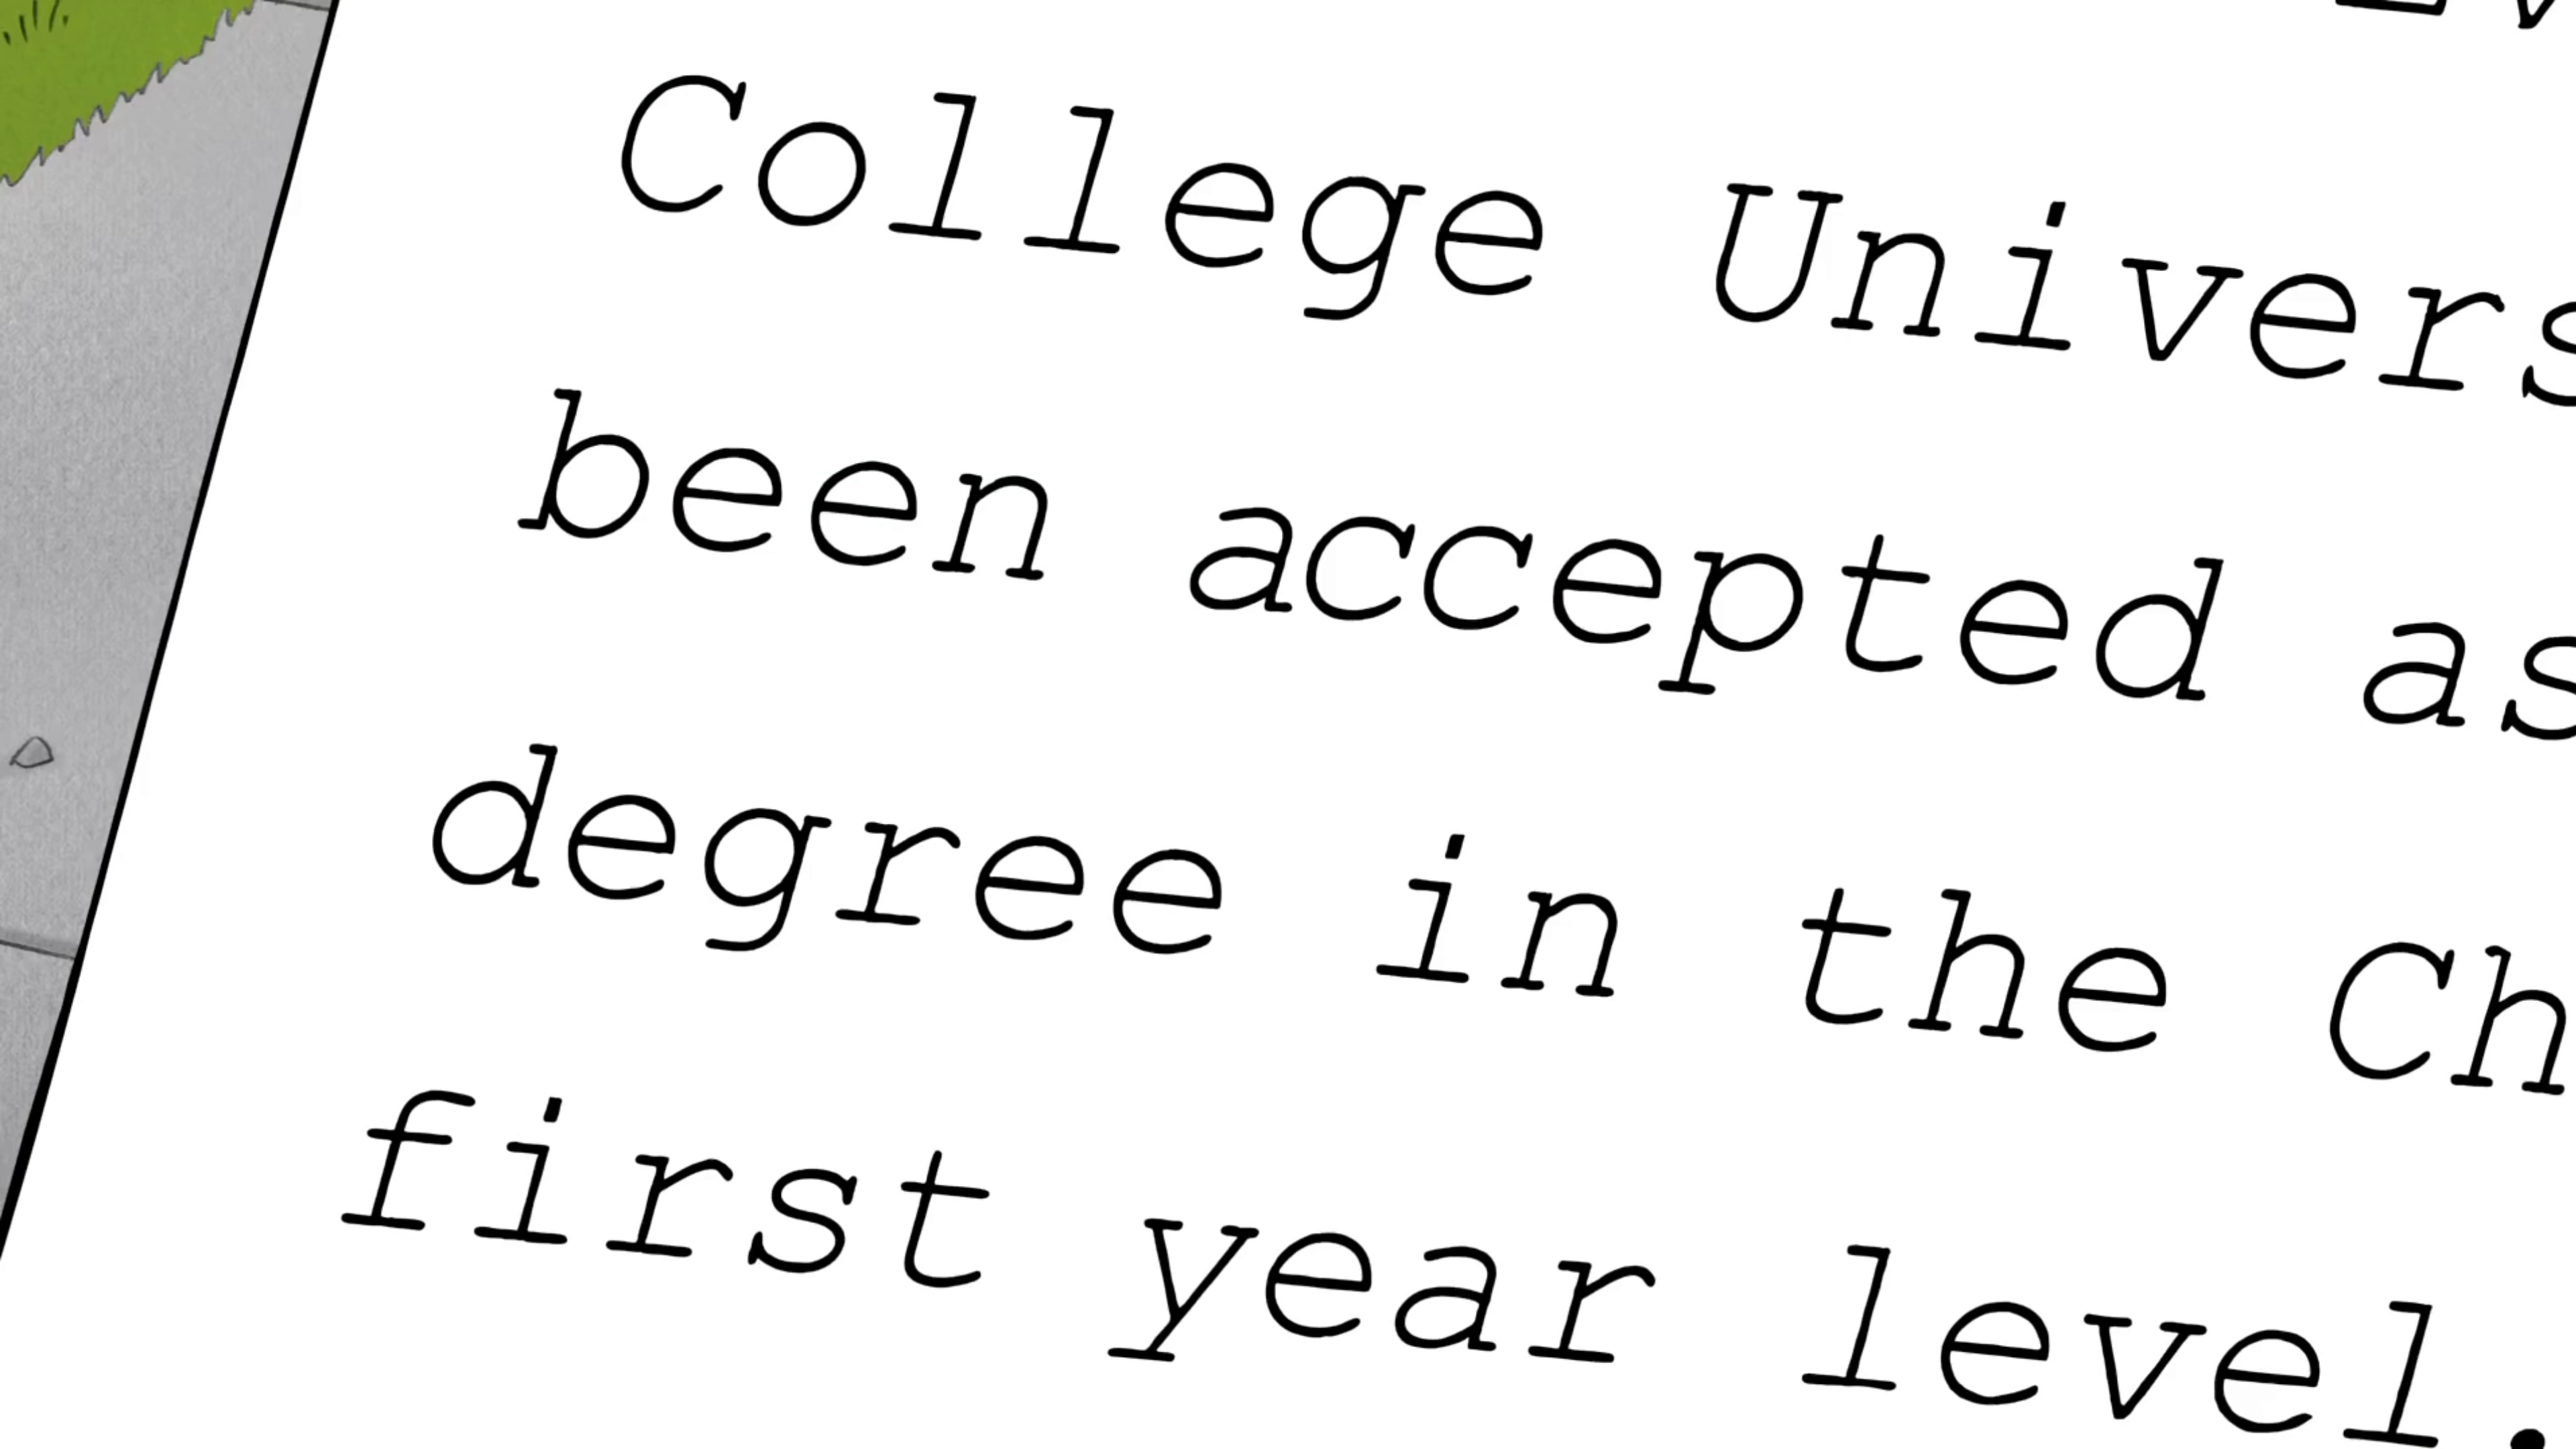 College Univers
been accepted as
degree in the Ch
first year level.